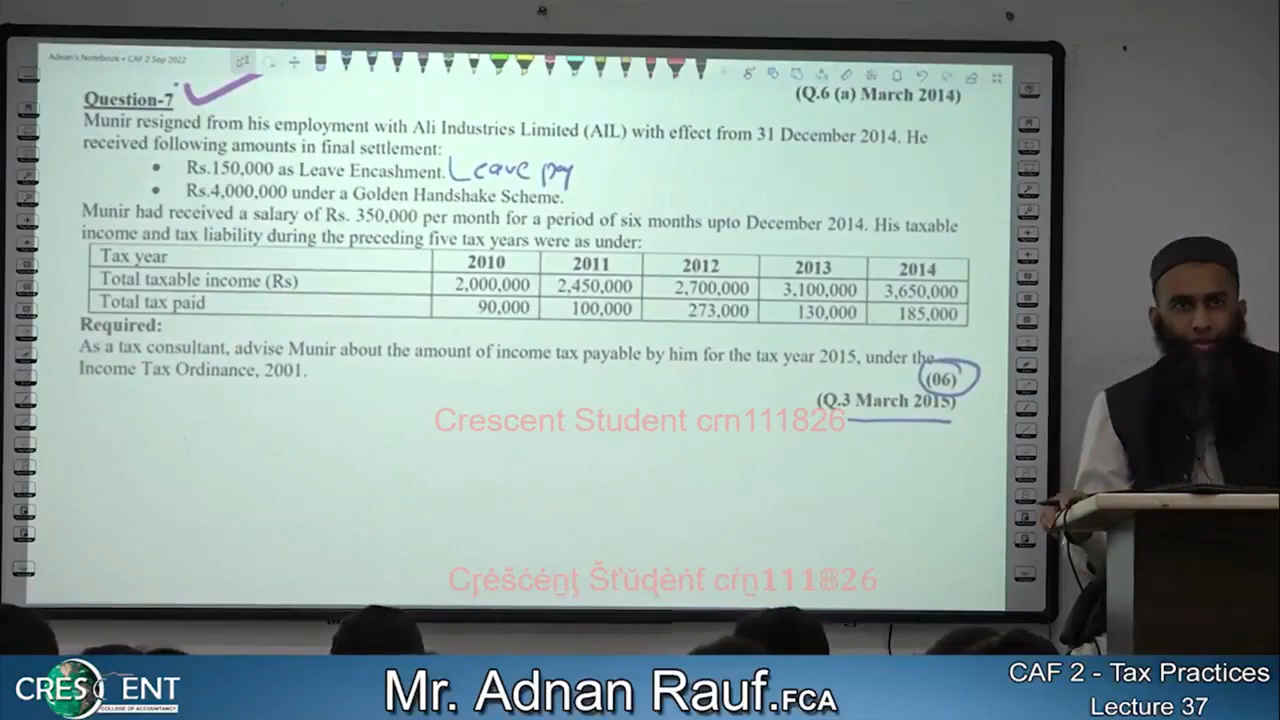 Adnan's Notebook • CAF 2 Sep 2022
Question-7
(Q.6 (a) March 2014)
Munir resigned from his employment with Ali Industries Limited (AIL) with effect from 31 December 2014. He
received following amounts in final settlement:
• Rs.150,000 as Leave Encashment. Leave pay
• Rs.4,000,000 under a Golden Handshake Scheme.
Munir had received a salary of Rs. 350,000 per month for a period of six months upto December 2014. His taxable
income and tax liability during the preceding five tax years were as under:
Tax year 2010 2011 2012 2013 2014
Total taxable income (Rs) 2,000,000 2,450,000 2,700,000 3,100,000 3,650,000
Total tax paid 90,000 100,000 273,000 130,000 185,000
Required:
As a tax consultant, advise Munir about the amount of income tax payable by him for the tax year 2015, under the
Income Tax Ordinance, 2001.
(06)
(Q.3 March 2015)
Crescent Student crn111826
Çŗėšċėṇţ Šťŭɖėṅť cṙṉ111826
CRESCENT
COLLEGE OF ACCOUNTANCY
Mr. Adnan Rauf.FCA
CAF 2 - Tax Practices
Lecture 37